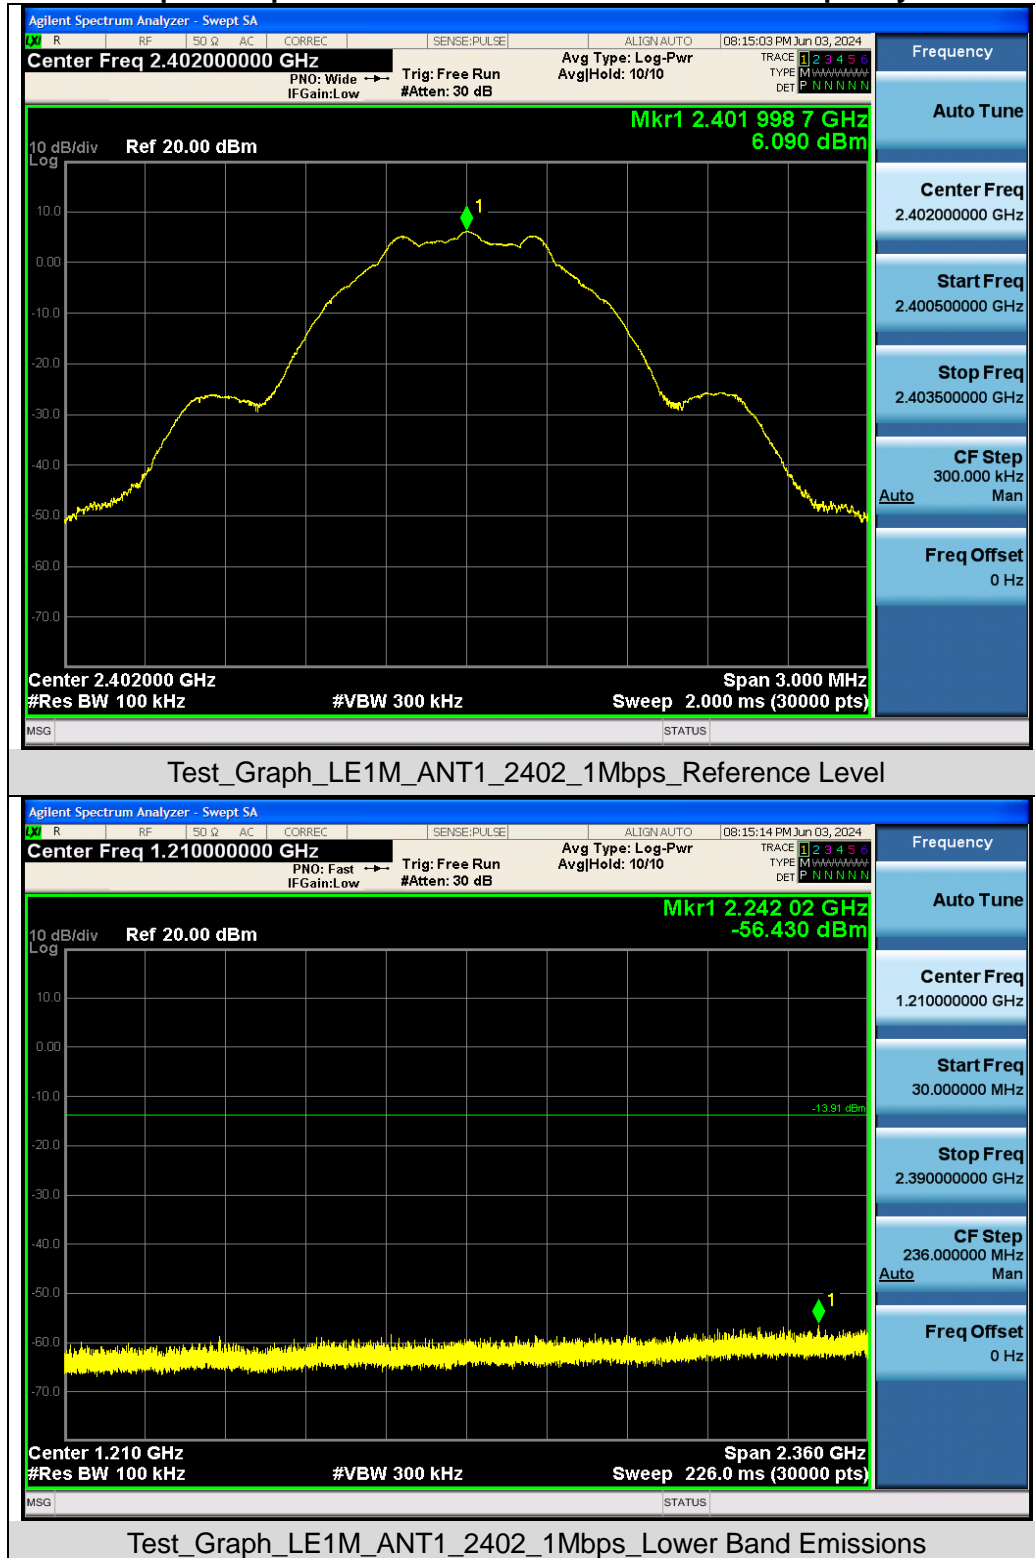 Agilent Spectrum Analyzer - Swept SA
LXI R RF 50 Ω AC CORREC SENSE:PULSE ALIGN AUTO 08:15:03 PM Jun 03, 2024
Center Freq 2.402000000 GHz
PNO: Wide
IFGain:Low
Trig: Free Run
#Atten: 30 dB
Avg Type: Log-Pwr
Avg|Hold: 10/10
TRACE 1 2 3 4 5 6
TYPE M
DET P N N N N N
Frequency
Mkr1 2.401 998 7 GHz
6.090 dBm
10 dB/div Ref 20.00 dBm
Log
1
10.0
0.00
-10.0
-20.0
-30.0
-40.0
-50.0
-60.0
-70.0
Center 2.402000 GHz Span 3.000 MHz
#Res BW 100 kHz #VBW 300 kHz Sweep 2.000 ms (30000 pts)
Auto Tune
Center Freq
2.402000000 GHz
Start Freq
2.400500000 GHz
Stop Freq
2.403500000 GHz
CF Step
300.000 kHz
Auto Man
Freq Offset
0 Hz
MSG STATUS
Test_Graph_LE1M_ANT1_2402_1Mbps_Reference Level
Agilent Spectrum Analyzer - Swept SA
LXI R RF 50 Ω AC CORREC SENSE:PULSE ALIGN AUTO 08:15:14 PM Jun 03, 2024
Center Freq 1.210000000 GHz
PNO: Fast
IFGain:Low
Trig: Free Run
#Atten: 30 dB
Avg Type: Log-Pwr
Avg|Hold: 10/10
TRACE 1 2 3 4 5 6
TYPE M
DET P N N N N N
Frequency
Mkr1 2.242 02 GHz
-56.430 dBm
10 dB/div Ref 20.00 dBm
Log
10.0
0.00
-10.0
-13.91 dBm
-20.0
-30.0
-40.0
-50.0
1
-60.0
-70.0
Center 1.210 GHz Span 2.360 GHz
#Res BW 100 kHz #VBW 300 kHz Sweep 226.0 ms (30000 pts)
Auto Tune
Center Freq
1.210000000 GHz
Start Freq
30.000000 MHz
Stop Freq
2.390000000 GHz
CF Step
236.000000 MHz
Auto Man
Freq Offset
0 Hz
MSG STATUS
Test_Graph_LE1M_ANT1_2402_1Mbps_Lower Band Emissions